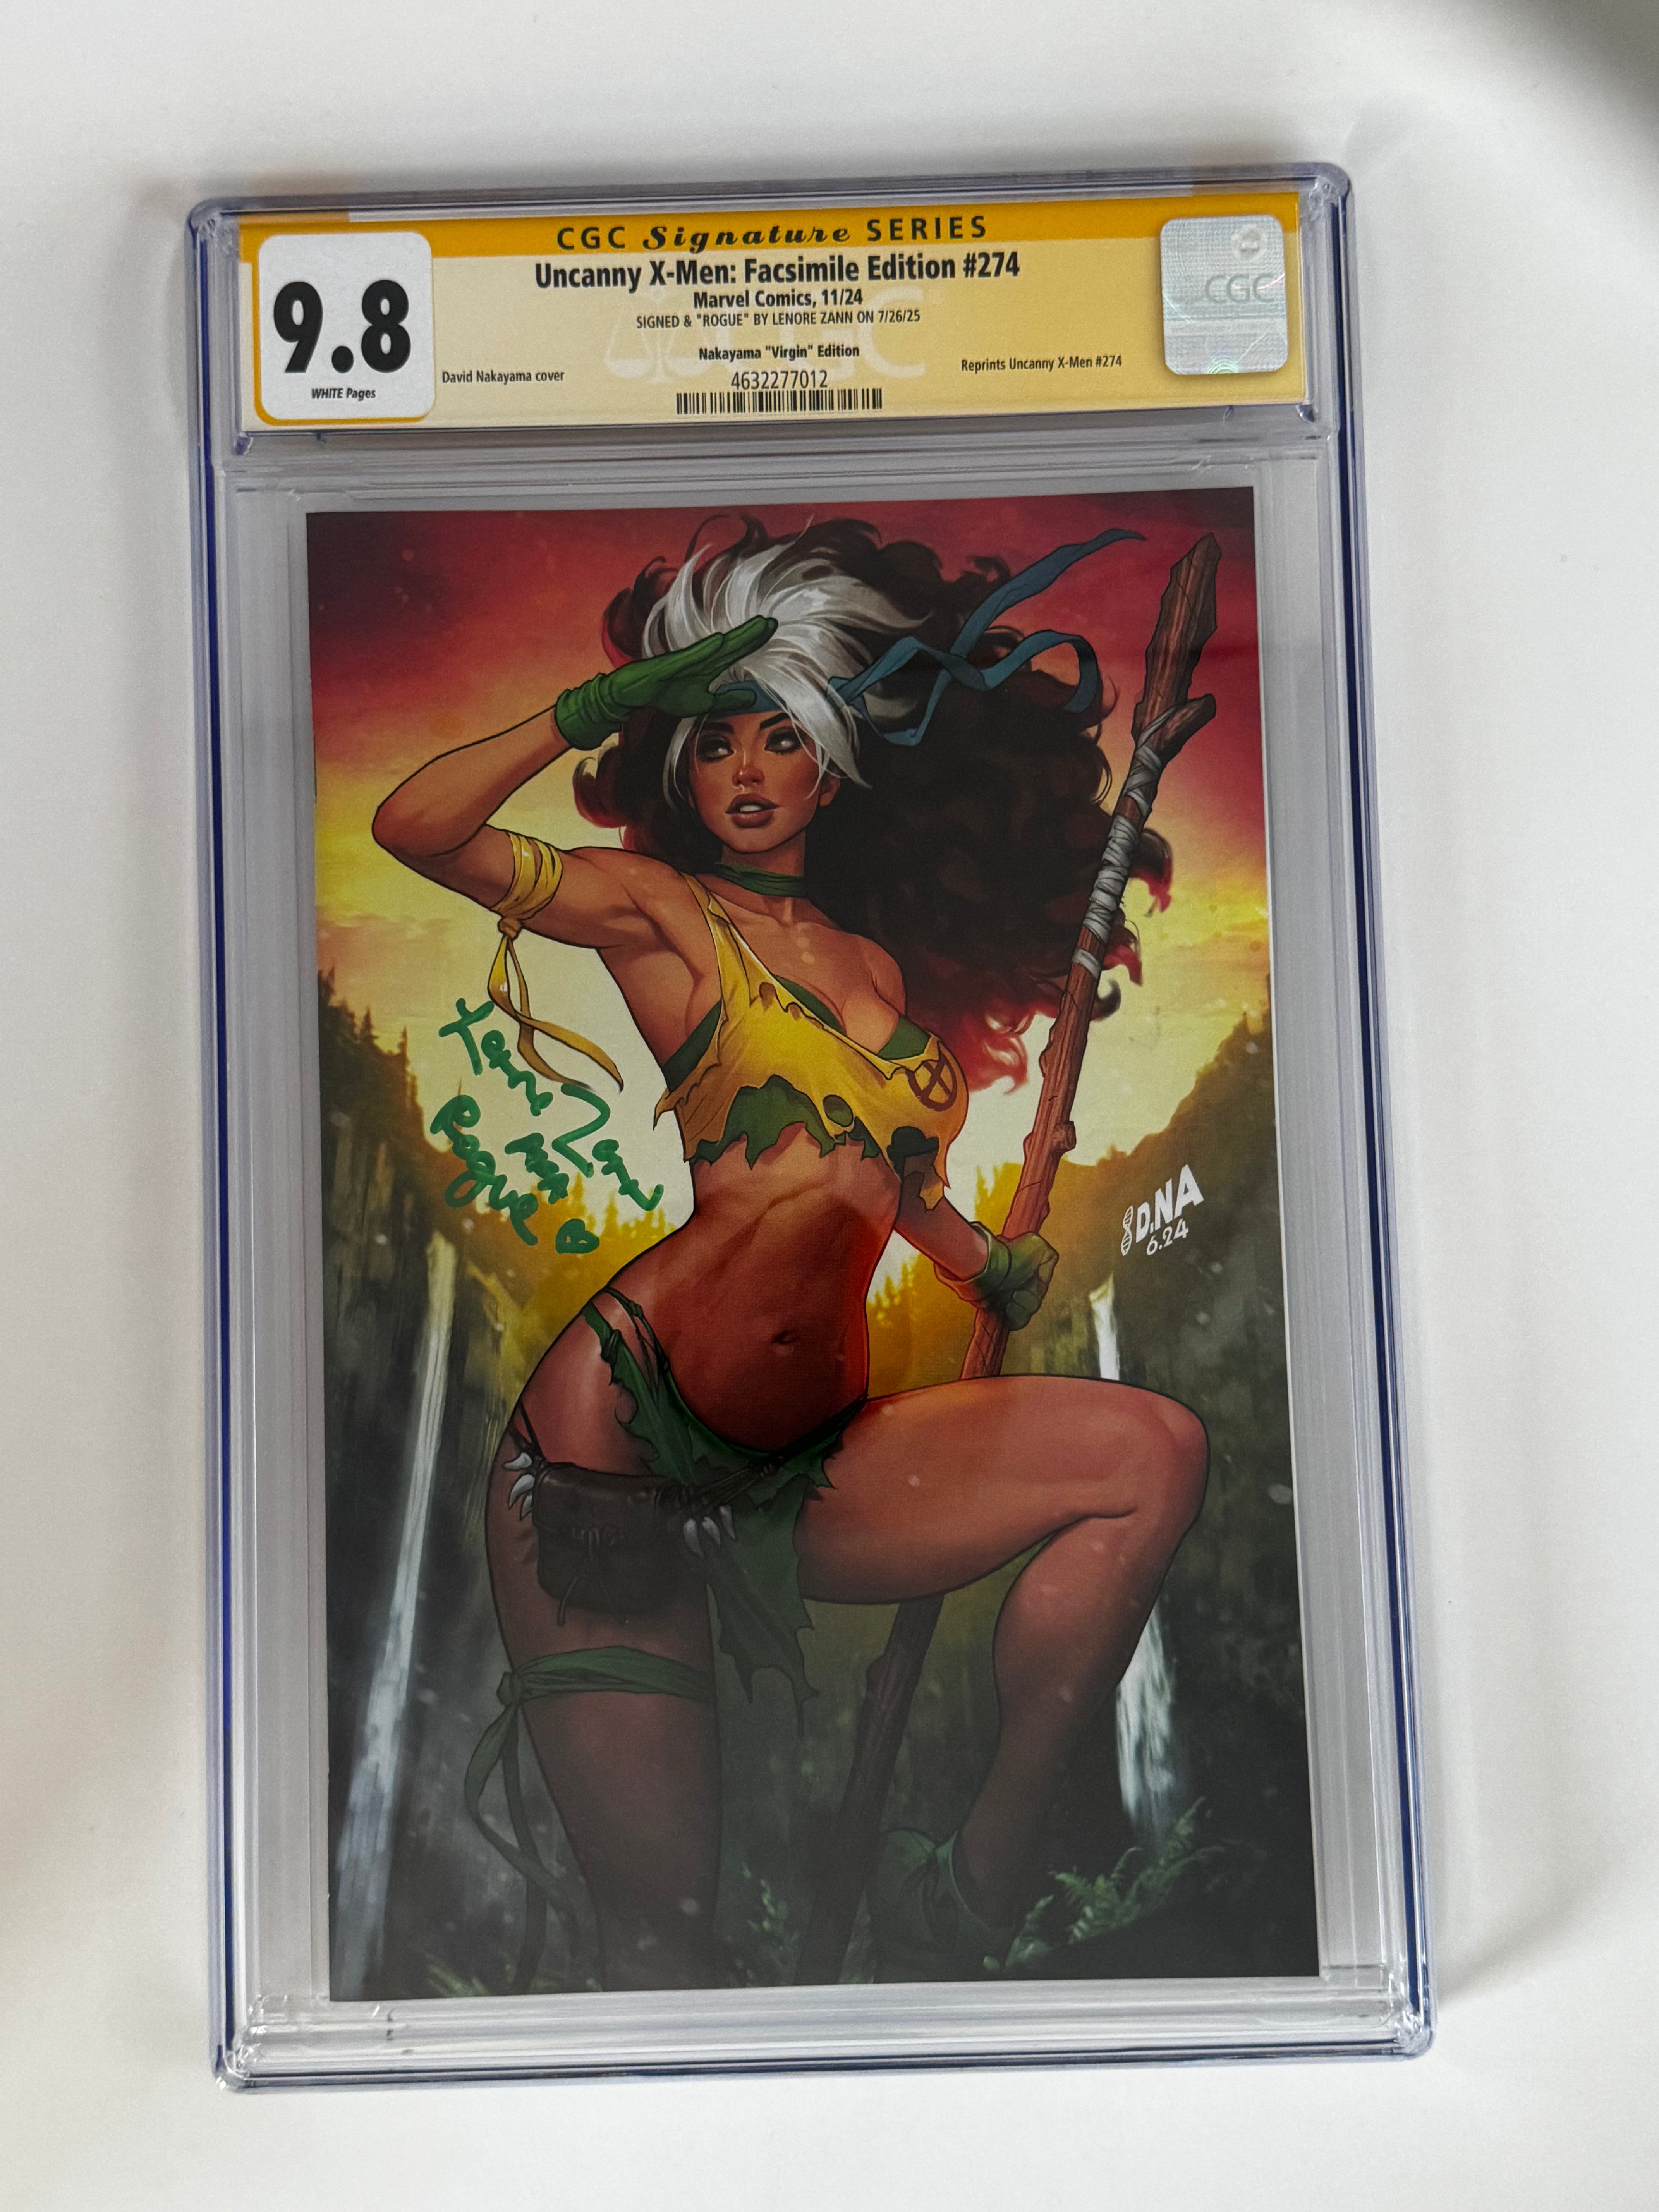 CGC Signature SERIES
9.8
WHITE Pages
Uncanny X-Men: Facsimile Edition #274
Marvel Comics, 11/24
SIGNED & "ROGUE" BY LENORE ZANN ON 7/26/25
Nakayama "Virgin" Edition
David Nakayama cover
Reprints Uncanny X-Men #274
4632277012
CGC
Rogue
D.NA
6.24